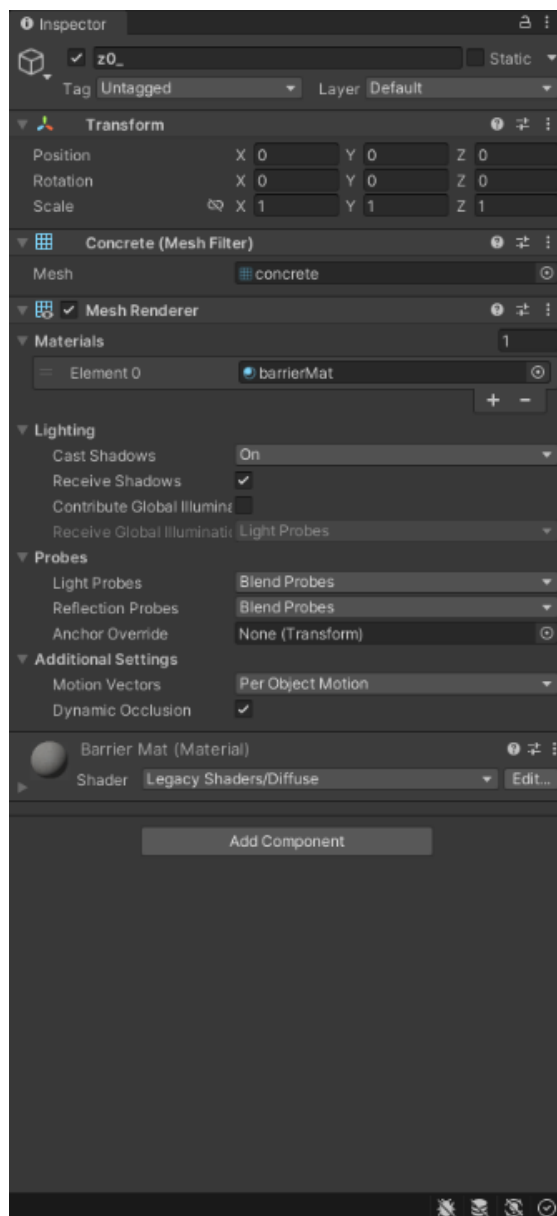 Inspector
z0_ Static
Tag Untagged Layer Default
Transform
Position X 0 Y 0 Z 0
Rotation X 0 Y 0 Z 0
Scale X 1 Y 1 Z 1
Concrete (Mesh Filter)
Mesh concrete
Mesh Renderer
Materials 1
Element 0 barrierMat
+ −
Lighting
Cast Shadows On
Receive Shadows
Contribute Global Illumina
Receive Global Illuminatio Light Probes
Probes
Light Probes Blend Probes
Reflection Probes Blend Probes
Anchor Override None (Transform)
Additional Settings
Motion Vectors Per Object Motion
Dynamic Occlusion
Barrier Mat (Material)
Shader Legacy Shaders/Diffuse Edit...
Add Component